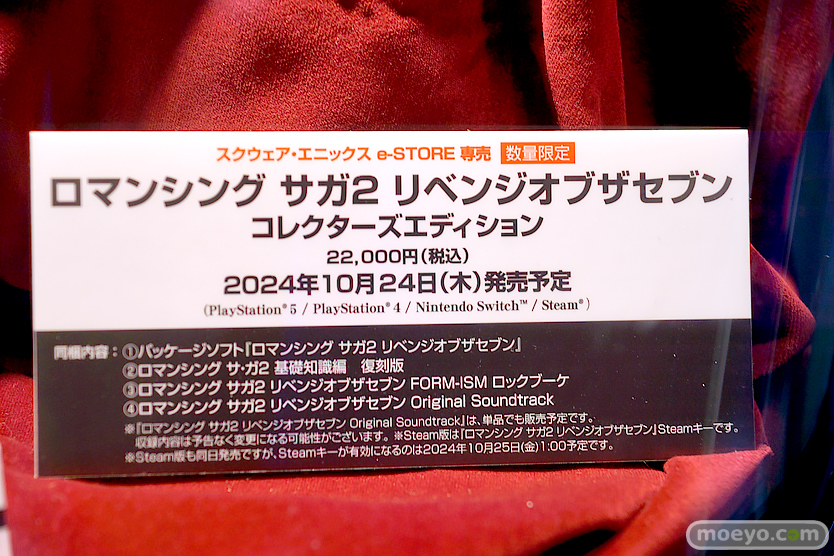 スクウェア・エニックス e-STORE 専売 数量限定
ロマンシング サガ2 リベンジオブザセブン
コレクターズエディション
22,000円(税込)
2024年10月24日(木)発売予定
(PlayStation®5 / PlayStation®4 / Nintendo Switch™ / Steam®)
同梱内容：①パッケージソフト『ロマンシング サガ2 リベンジオブザセブン』
②ロマンシング サ・ガ2 基礎知識編　復刻版
③ロマンシング サガ2 リベンジオブザセブン FORM-ISM ロックブーケ
④ロマンシング サガ2 リベンジオブザセブン Original Soundtrack
※『ロマンシング サガ2 リベンジオブザセブン Original Soundtrack』は、単品でも販売予定です。
収録内容は予告なく変更になる可能性がございます。※Steam版は『ロマンシング サガ2 リベンジオブザセブン』Steamキーです。
※Steam版も同日発売ですが、Steamキーが有効になるのは2024年10月25日(金)1:00予定です。
moeyo.com